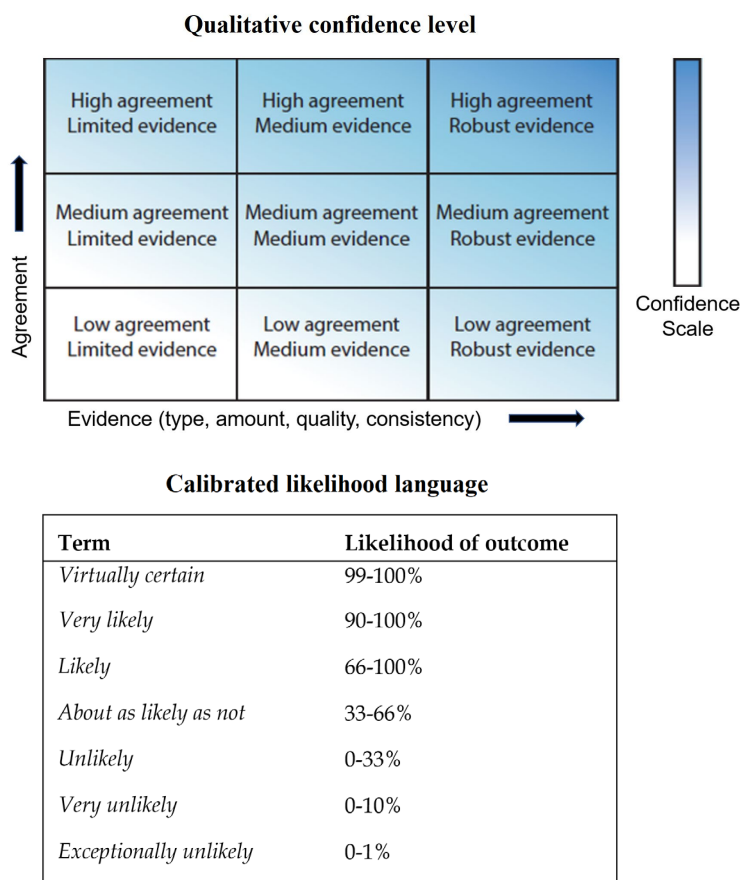 Qualitative confidence level
High agreement
Limited evidence
High agreement
Medium evidence
High agreement
Robust evidence
Medium agreement
Limited evidence
Medium agreement
Medium evidence
Medium agreement
Robust evidence
Low agreement
Limited evidence
Low agreement
Medium evidence
Low agreement
Robust evidence
Agreement
Confidence
Scale
Evidence (type, amount, quality, consistency)
Calibrated likelihood language
Term Likelihood of outcome
Virtually certain 99-100%
Very likely 90-100%
Likely 66-100%
About as likely as not 33-66%
Unlikely 0-33%
Very unlikely 0-10%
Exceptionally unlikely 0-1%